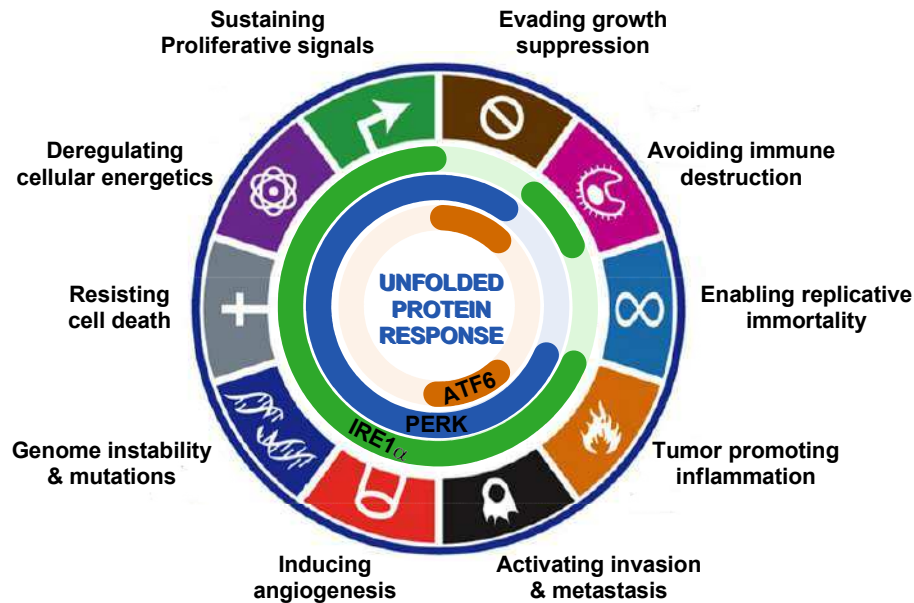 Sustaining
Proliferative signals
Evading growth
suppression
Deregulating
cellular energetics
Avoiding immune
destruction
Resisting
cell death
UNFOLDED
PROTEIN
RESPONSE
Enabling replicative
immortality
ATF6
PERK
IRE1α
Genome instability
& mutations
Tumor promoting
inflammation
Inducing
angiogenesis
Activating invasion
& metastasis